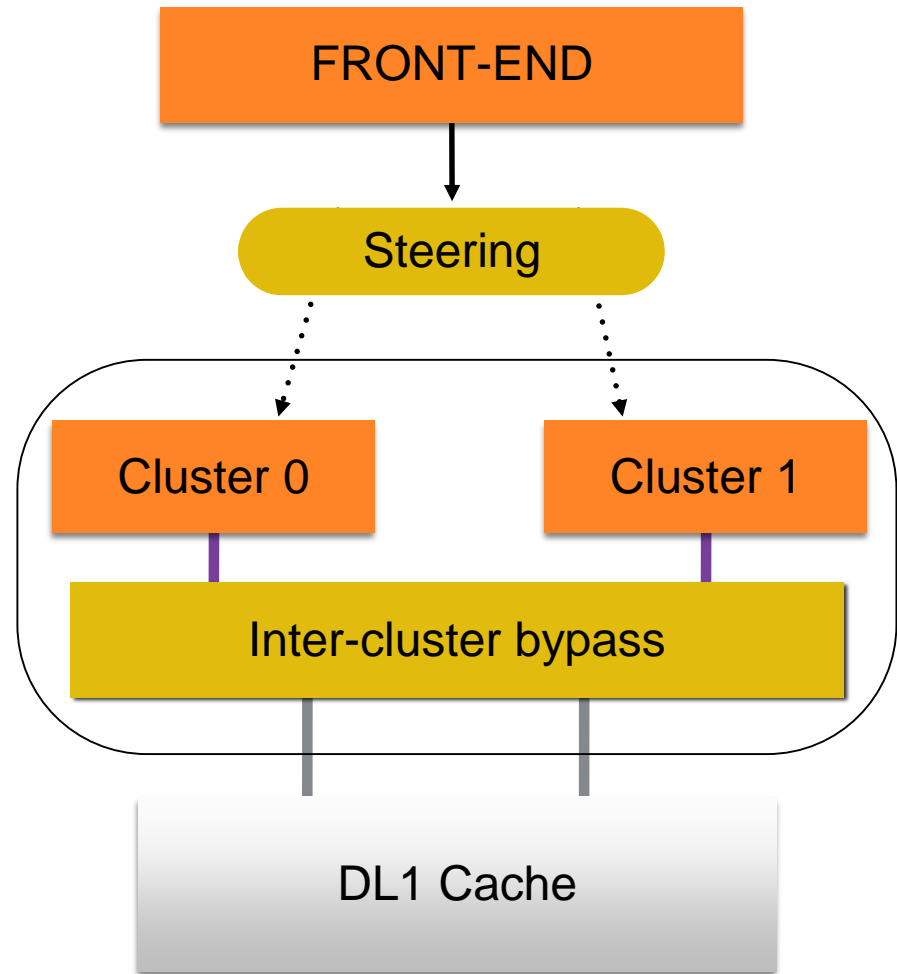 FRONT-END
Steering
Cluster 0
Cluster 1
Inter-cluster bypass
DL1 Cache